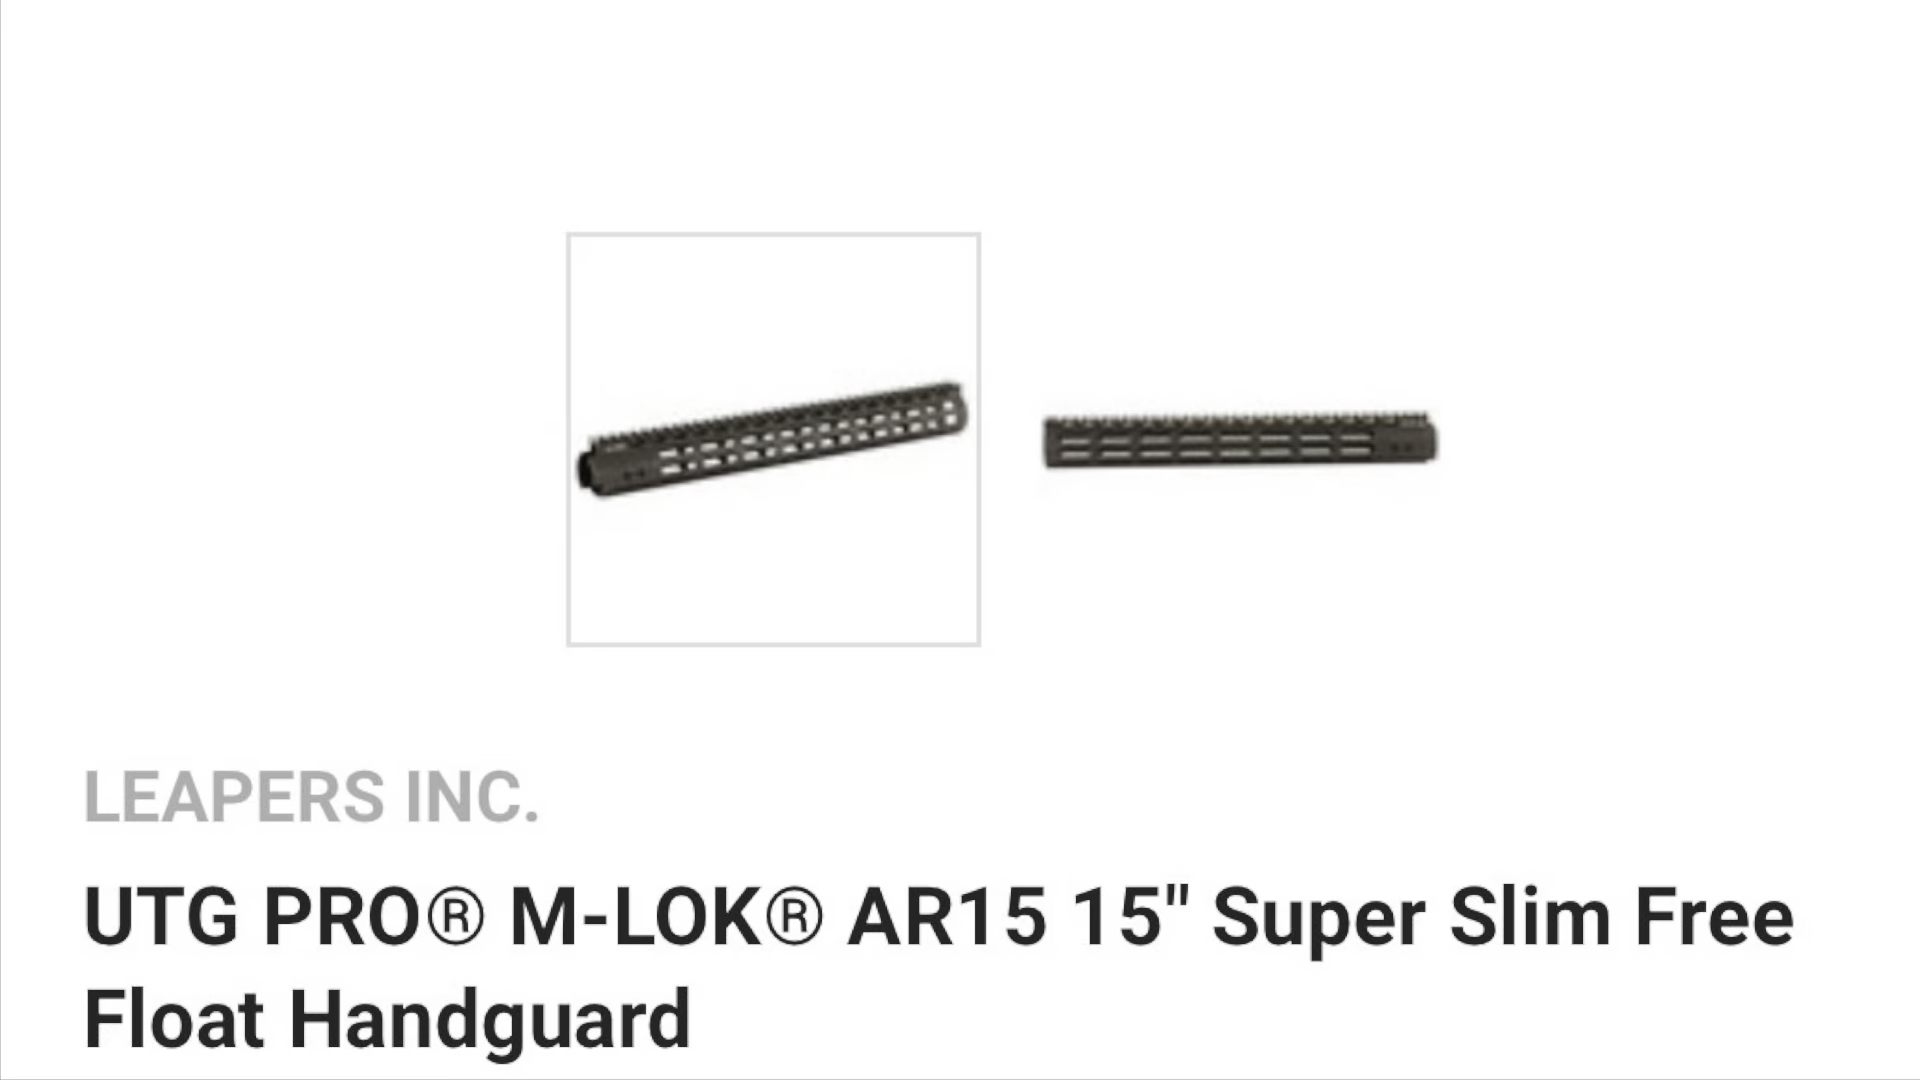 LEAPERS INC.
UTG PRO® M-LOK® AR15 15" Super Slim Free
Float Handguard